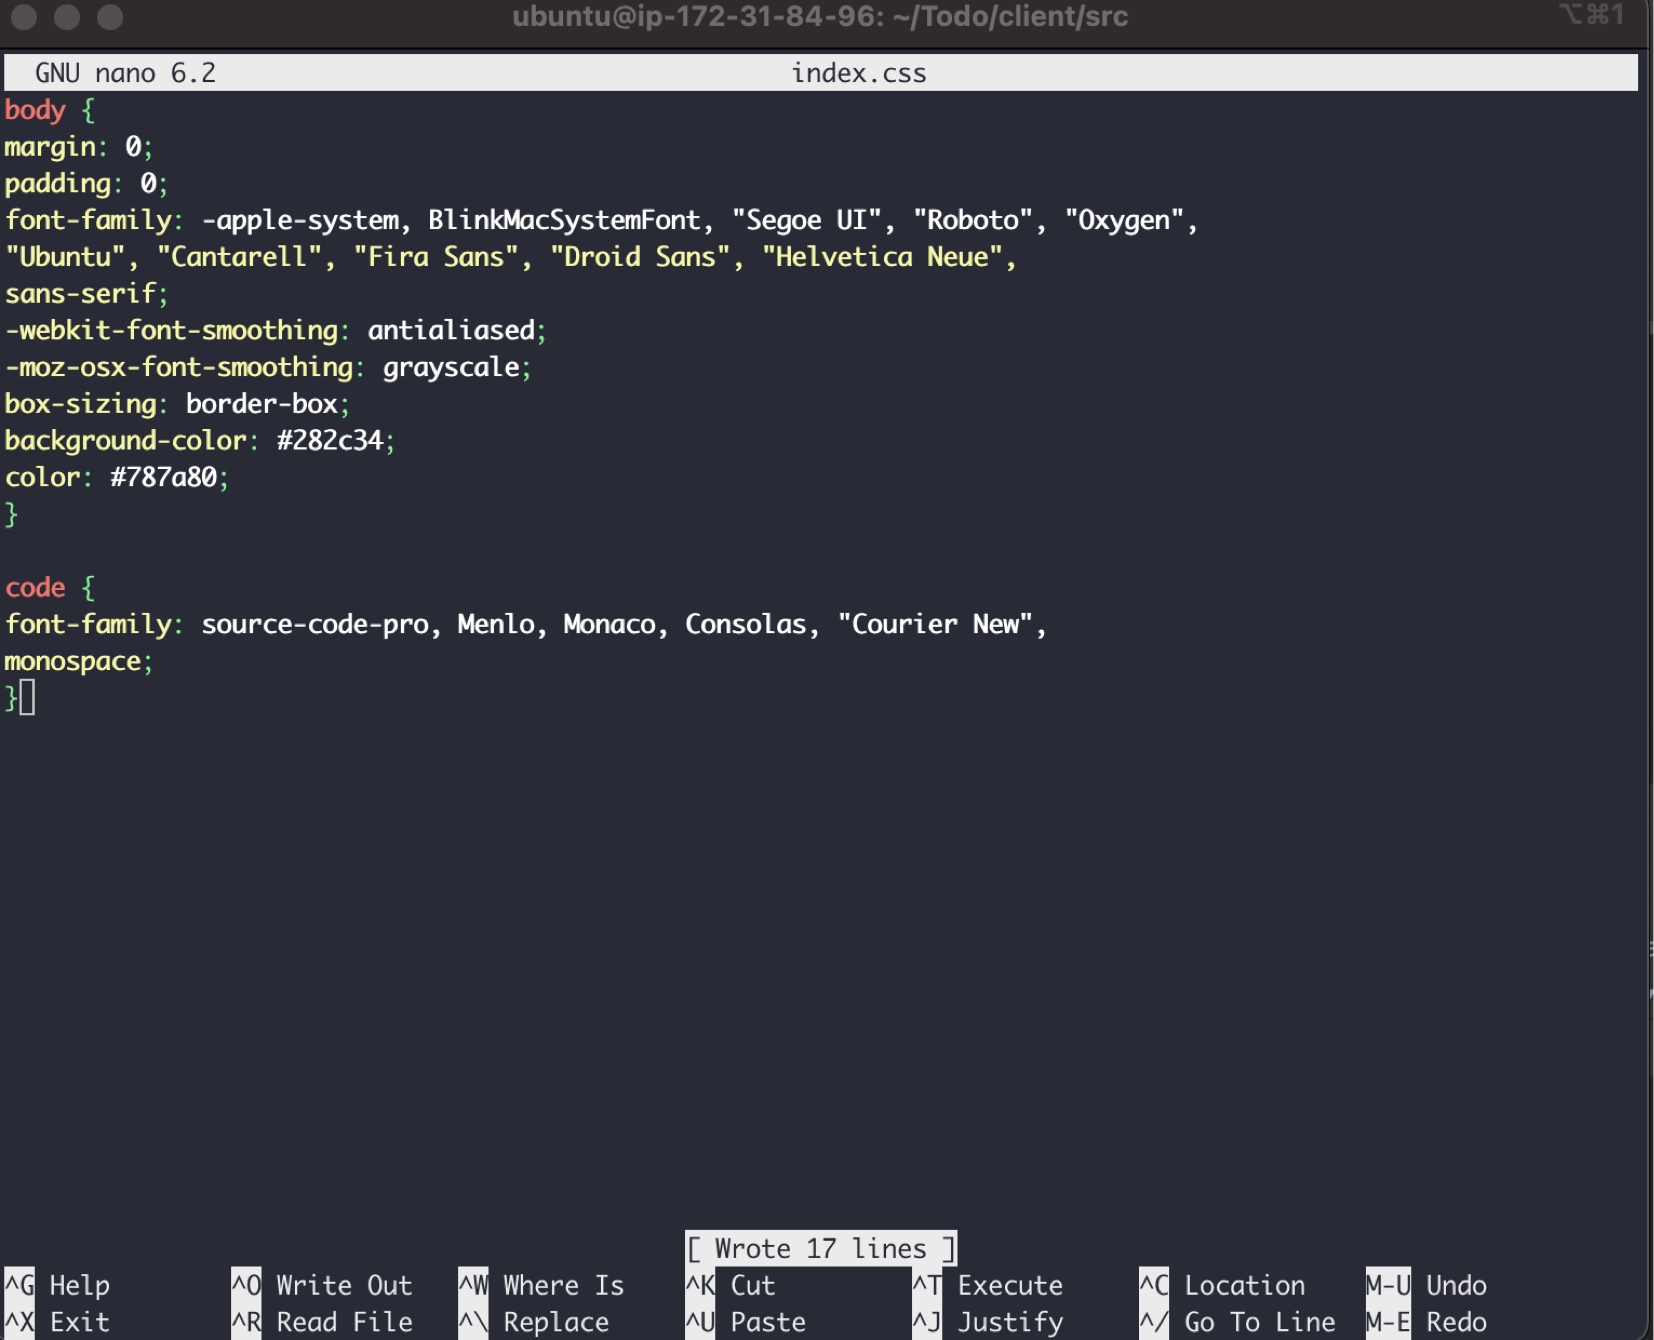 ubuntu@ip-172-31-84-96: ~/Todo/client/src ⌥⌘1
GNU nano 6.2 index.css
body {
margin: 0;
padding: 0;
font-family: -apple-system, BlinkMacSystemFont, "Segoe UI", "Roboto", "Oxygen",
"Ubuntu", "Cantarell", "Fira Sans", "Droid Sans", "Helvetica Neue",
sans-serif;
-webkit-font-smoothing: antialiased;
-moz-osx-font-smoothing: grayscale;
box-sizing: border-box;
background-color: #282c34;
color: #787a80;
}

code {
font-family: source-code-pro, Menlo, Monaco, Consolas, "Courier New",
monospace;
}
[ Wrote 17 lines ]
^G Help ^O Write Out ^W Where Is ^K Cut ^T Execute ^C Location M-U Undo
^X Exit ^R Read File ^\ Replace ^U Paste ^J Justify ^/ Go To Line M-E Redo